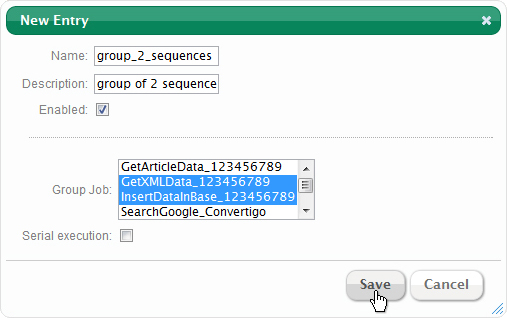 New Entry
Name: group_2_sequences
Description: group of 2 sequence
Enabled:
GetArticleData_123456789
Group Job: GetXMLData_123456789
InsertDataInBase_123456789
SearchGoogle_Convertigo
Serial execution:
Save Cancel